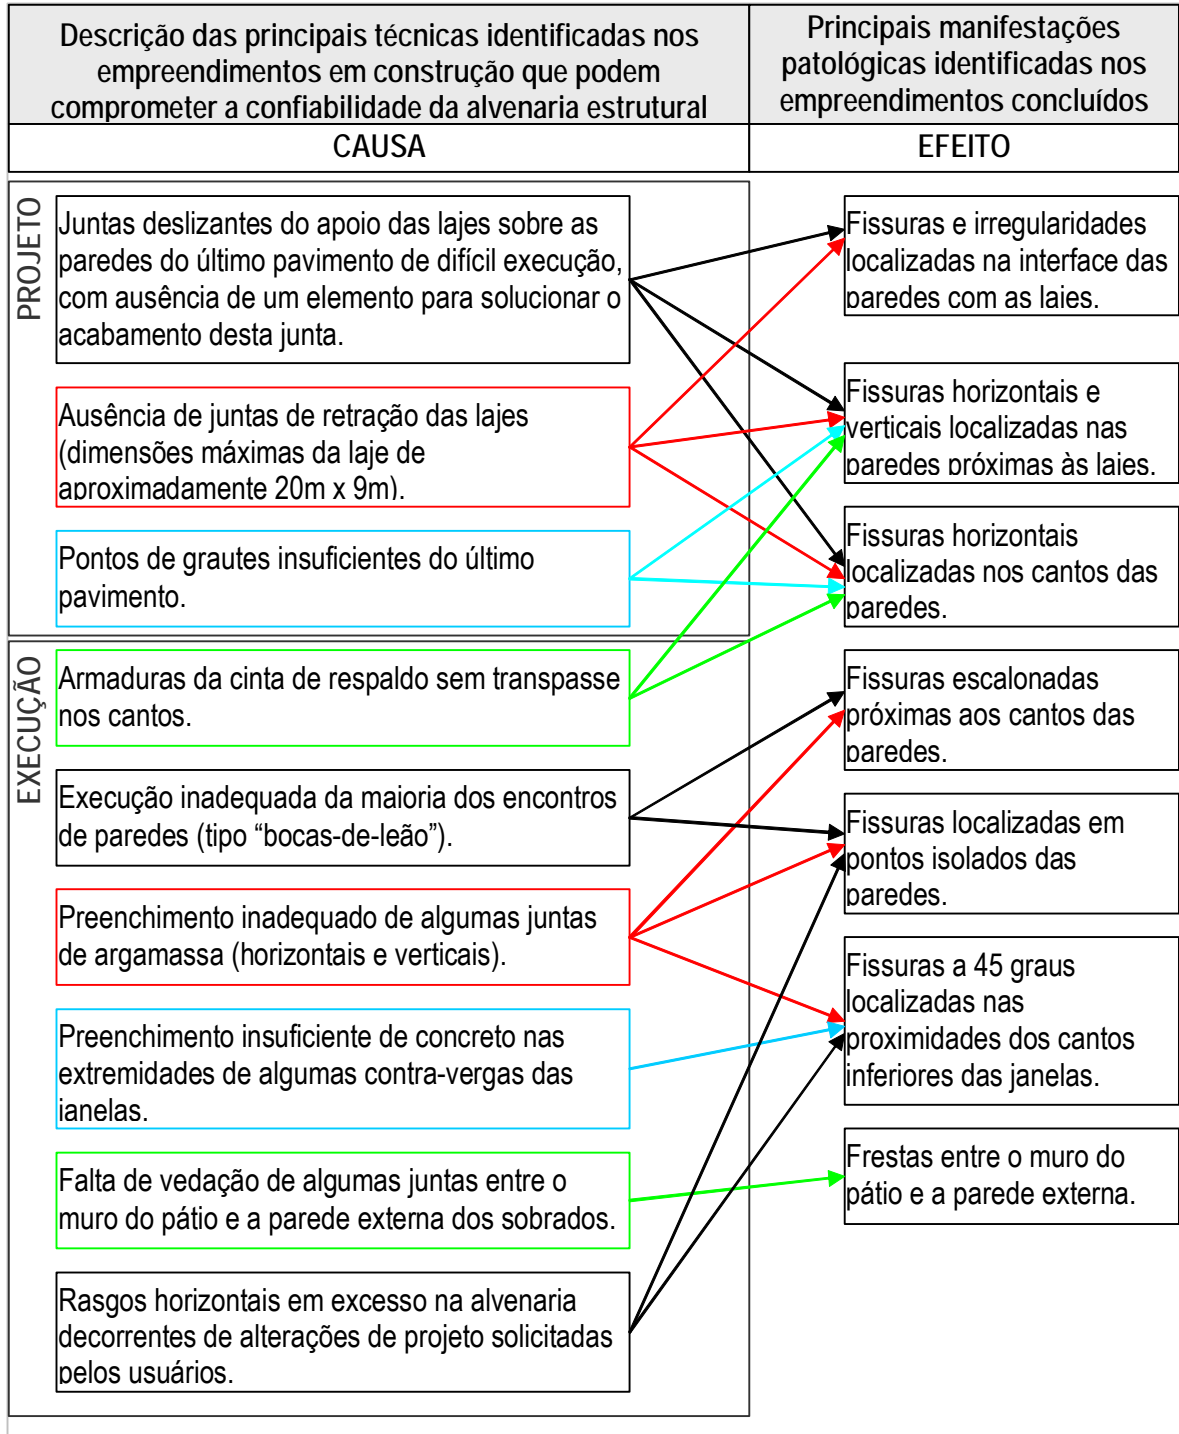 Descrição das principais técnicas identificadas nos
empreendimentos em construção que podem
comprometer a confiabilidade da alvenaria estrutural
Principais manifestações
patológicas identificadas nos
empreendimentos concluídos
CAUSA
EFEITO
PROJETO
Juntas deslizantes do apoio das lajes sobre as
paredes do último pavimento de difícil execução,
com ausência de um elemento para solucionar o
acabamento desta junta.
Ausência de juntas de retração das lajes
(dimensões máximas da laje de
aproximadamente 20m x 9m).
Pontos de grautes insuficientes do último
pavimento.
EXECUÇÃO
Armaduras da cinta de respaldo sem transpasse
nos cantos.
Execução inadequada da maioria dos encontros
de paredes (tipo “bocas-de-leão”).
Preenchimento inadequado de algumas juntas
de argamassa (horizontais e verticais).
Preenchimento insuficiente de concreto nas
extremidades de algumas contra-vergas das
janelas.
Falta de vedação de algumas juntas entre o
muro do pátio e a parede externa dos sobrados.
Rasgos horizontais em excesso na alvenaria
decorrentes de alterações de projeto solicitadas
pelos usuários.
Fissuras e irregularidades
localizadas na interface das
paredes com as lajes.
Fissuras horizontais e
verticais localizadas nas
paredes próximas às lajes.
Fissuras horizontais
localizadas nos cantos das
paredes.
Fissuras escalonadas
próximas aos cantos das
paredes.
Fissuras localizadas em
pontos isolados das
paredes.
Fissuras a 45 graus
localizadas nas
proximidades dos cantos
inferiores das janelas.
Frestas entre o muro do
pátio e a parede externa.